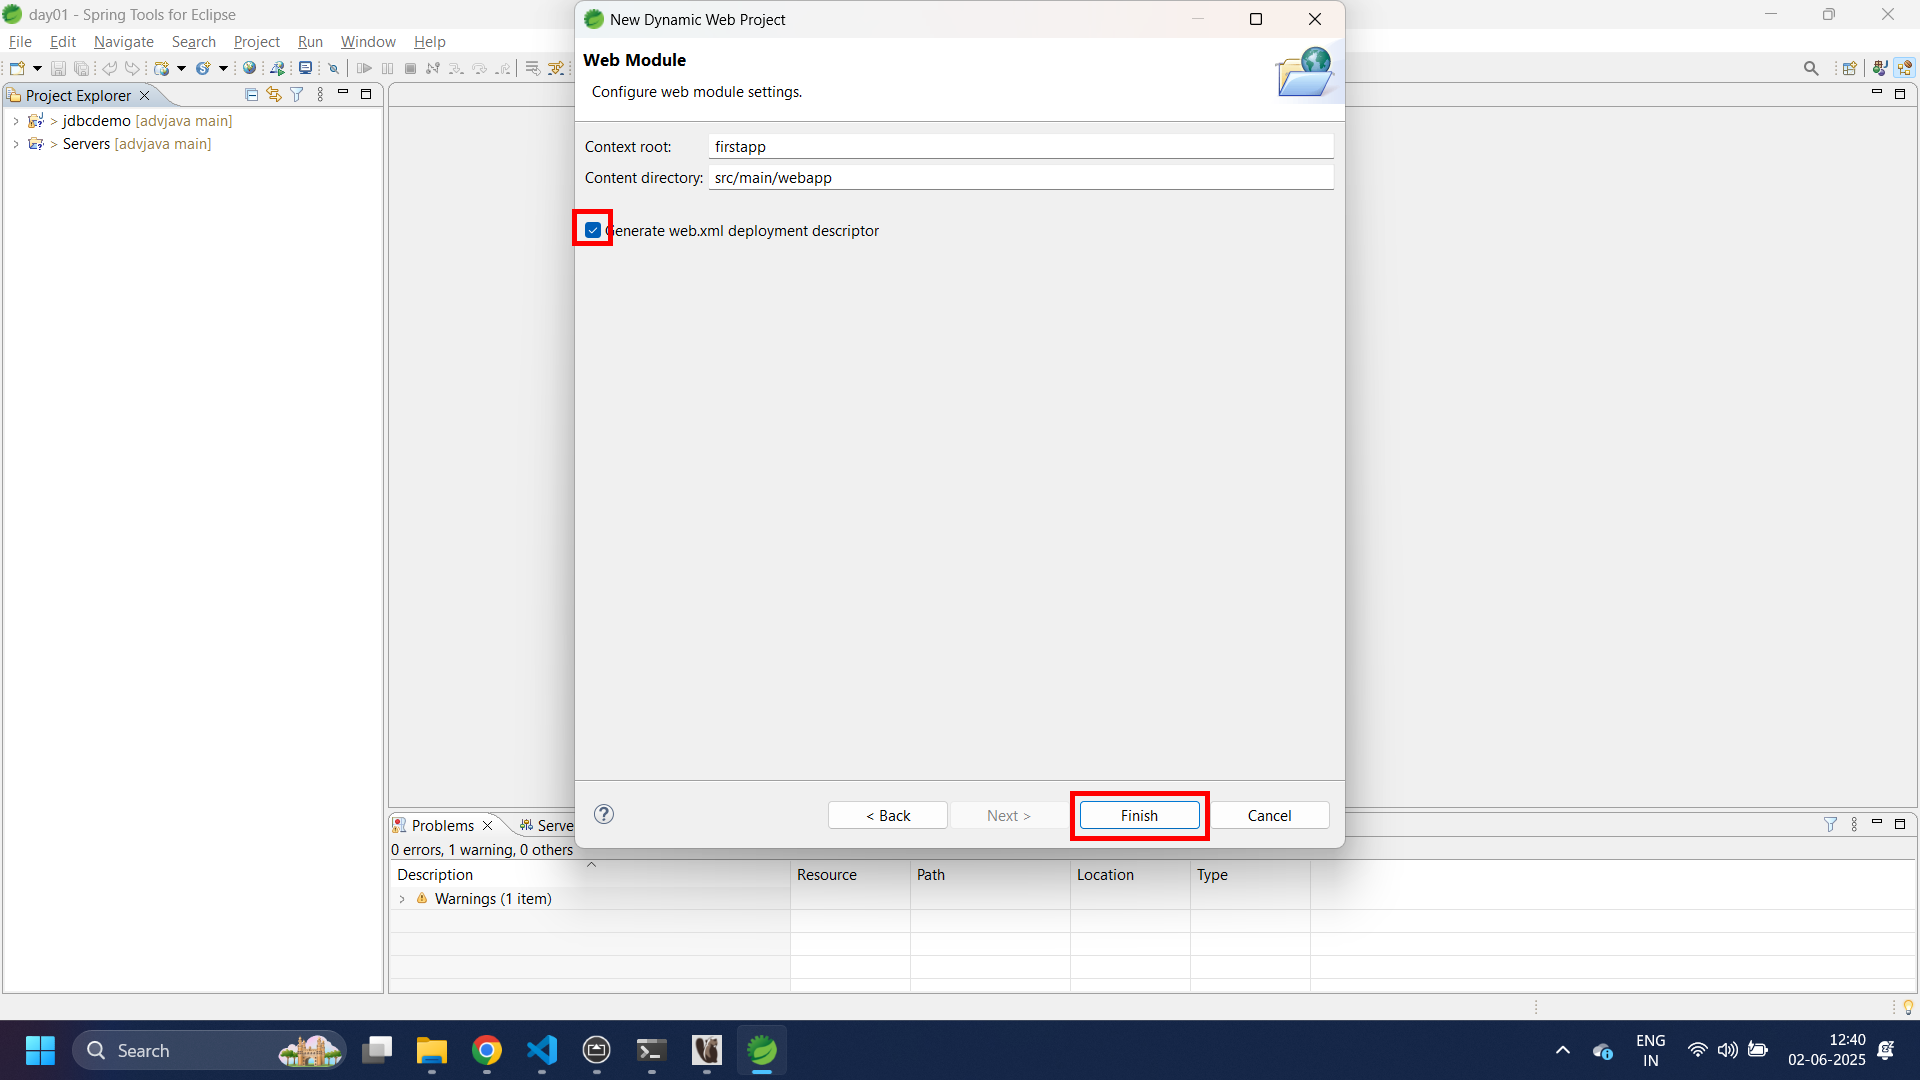 day01 - Spring Tools for Eclipse
File Edit Navigate Search Project Run Window Help
Project Explorer
> jdbcdemo [advjava main]
> Servers [advjava main]
New Dynamic Web Project
Web Module
Configure web module settings.
Context root: firstapp
Content directory: src/main/webapp
Generate web.xml deployment descriptor
< Back Next > Finish Cancel
Problems Serve
0 errors, 1 warning, 0 others
Description Resource Path Location Type
Warnings (1 item)
Search
ENG
IN
12:40
02-06-2025